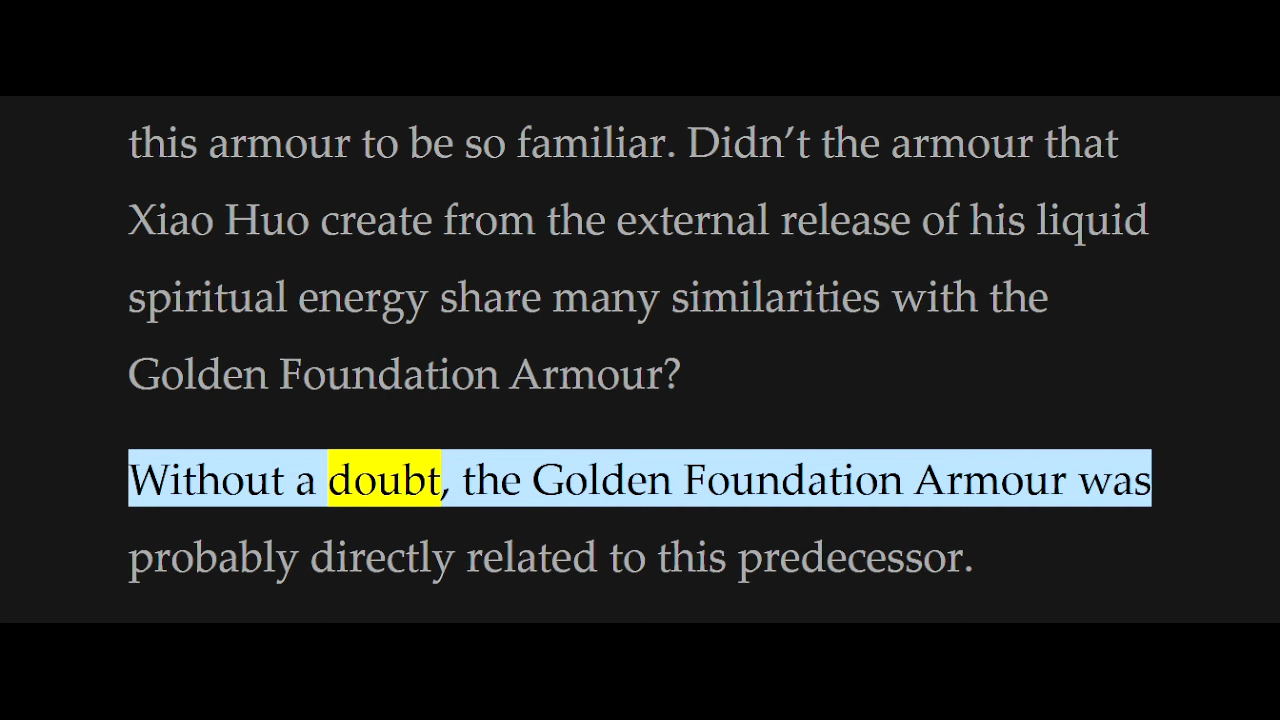 this armour to be so familiar. Didn’t the armour that
Xiao Huo create from the external release of his liquid
spiritual energy share many similarities with the
Golden Foundation Armour?
Without a doubt, the Golden Foundation Armour was
probably directly related to this predecessor.